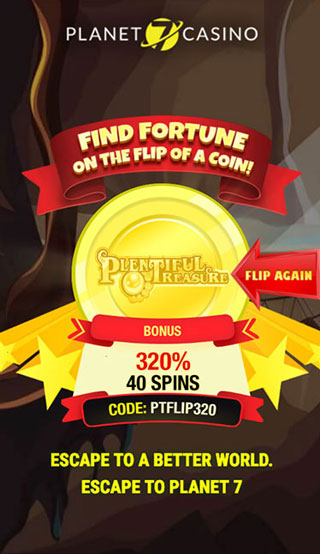 PLANET 7 CASINO
FIND FORTUNE
ON THE FLIP OF A COIN!
PLENTIFUL
TREASURE
FLIP AGAIN
BONUS
320%
40 SPINS
CODE: PTFLIP320
ESCAPE TO A BETTER WORLD.
ESCAPE TO PLANET 7